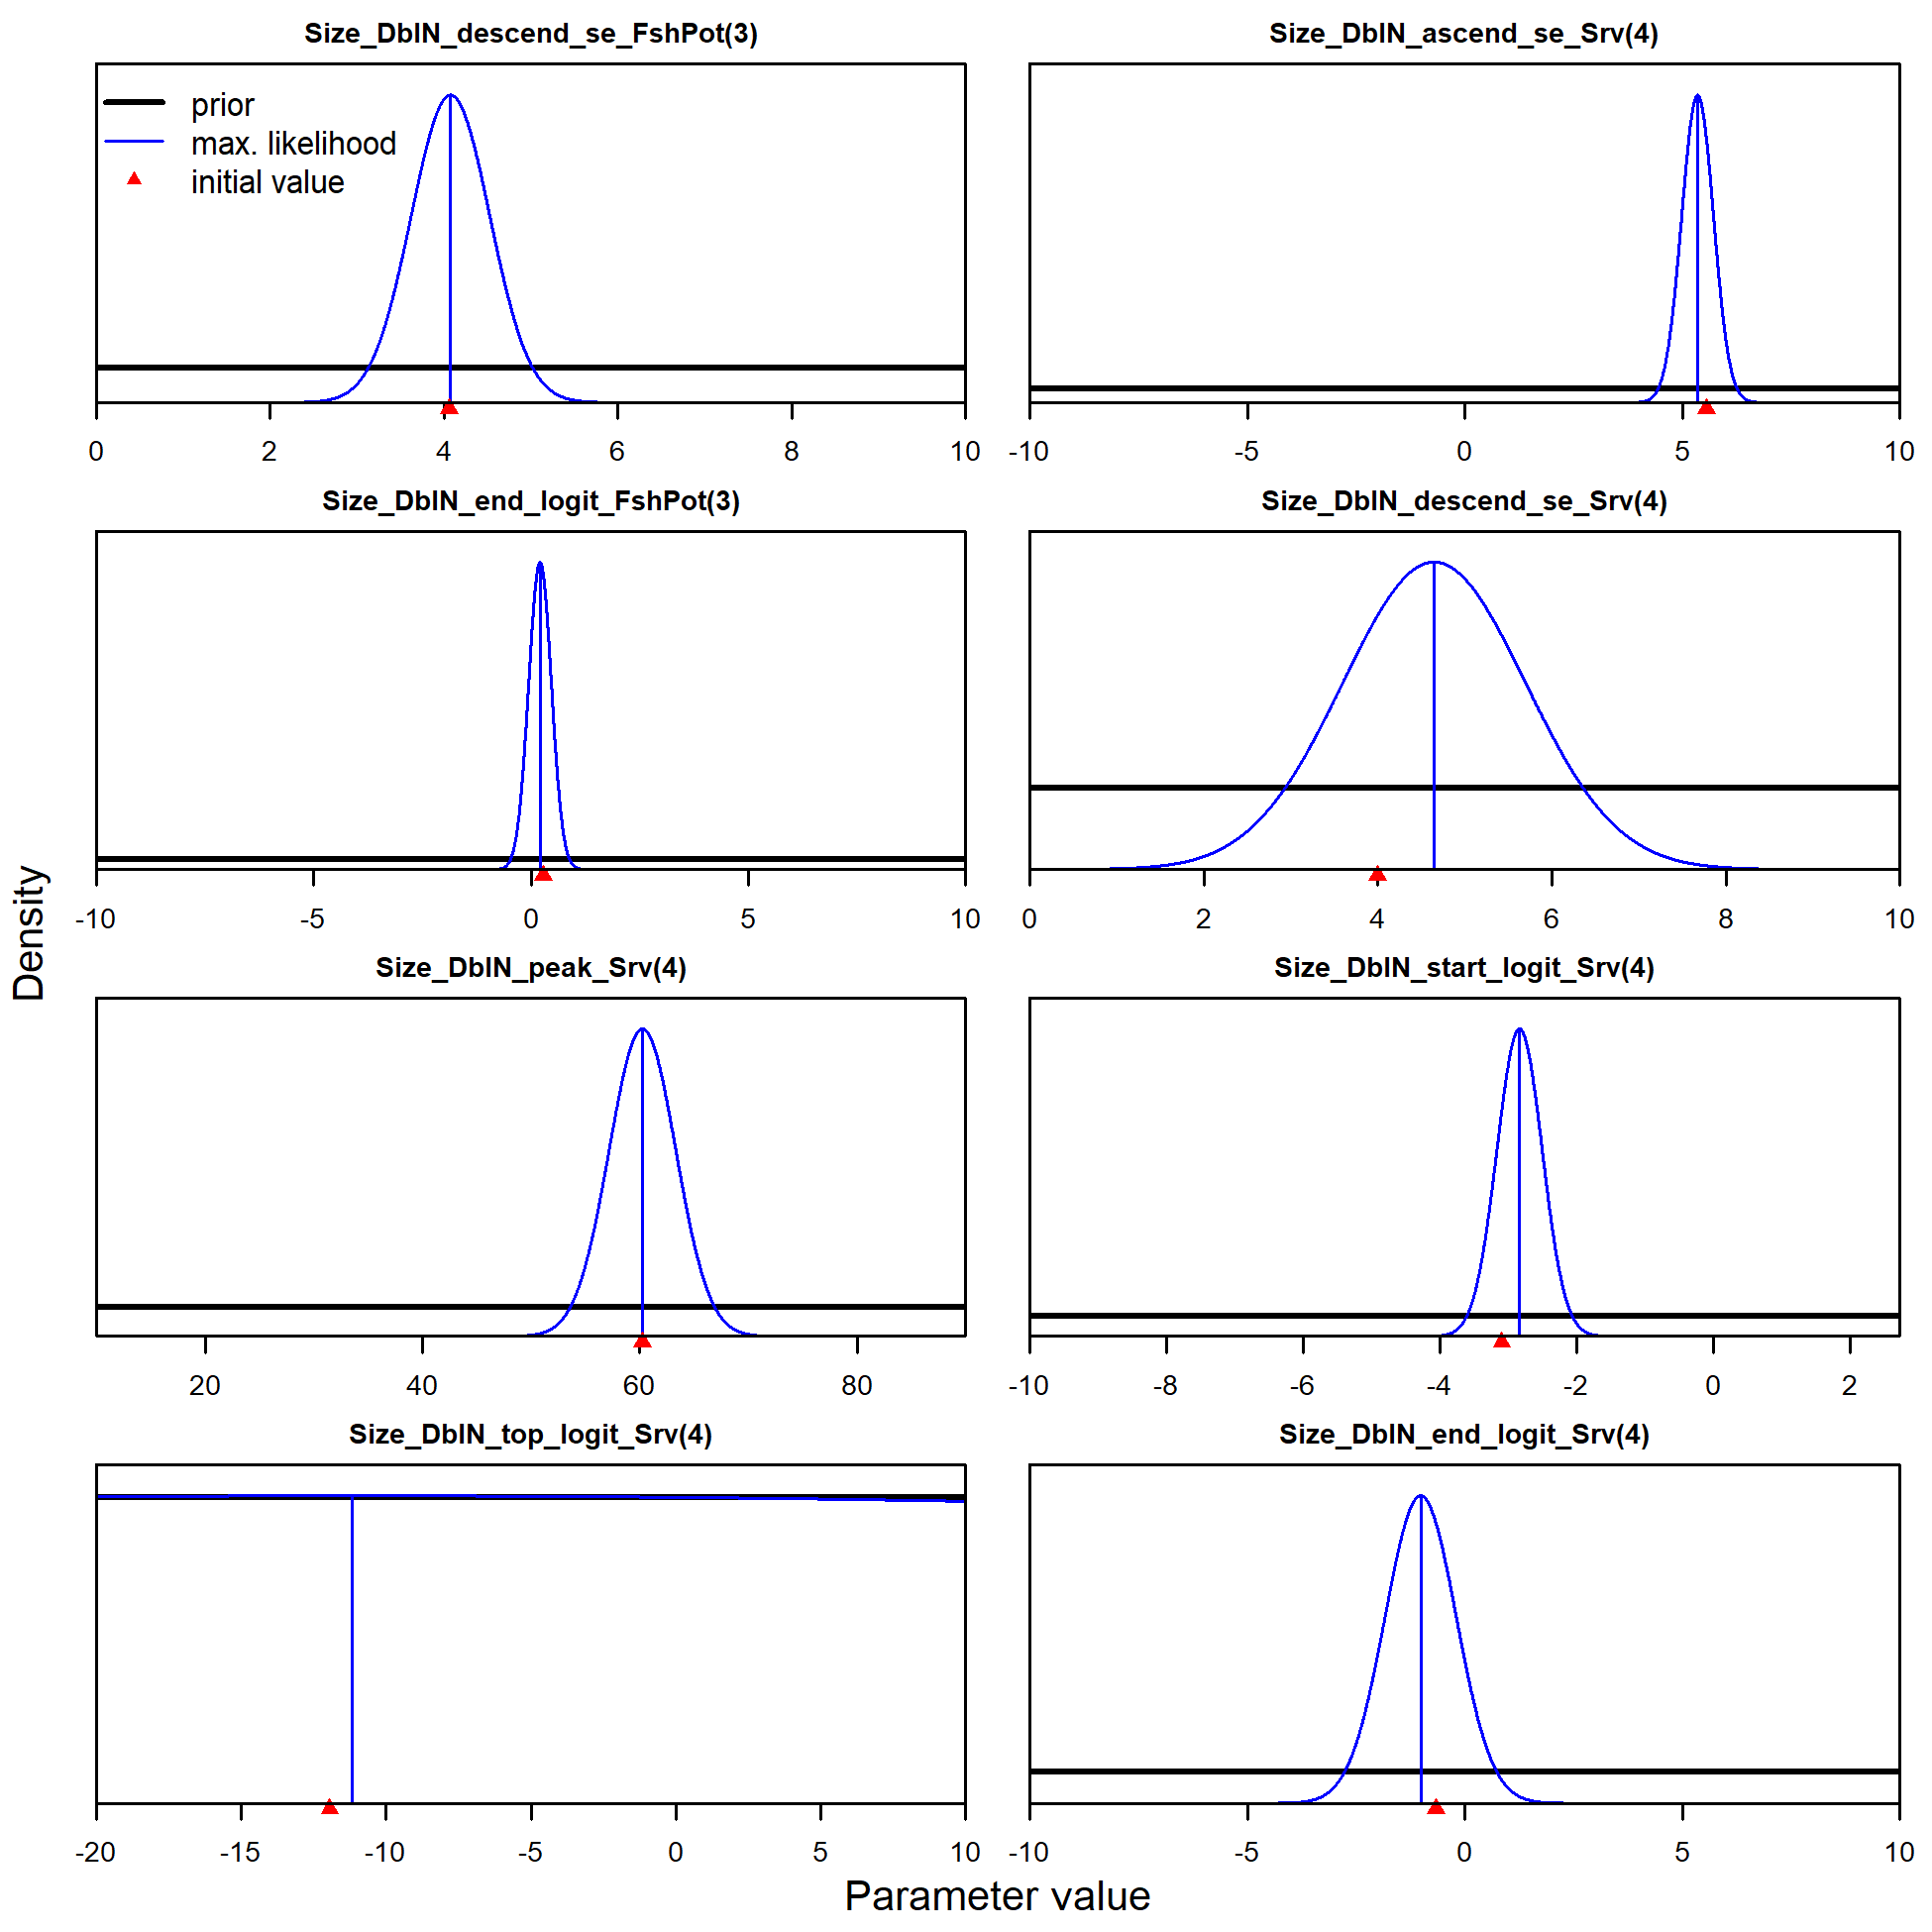 Size_DblN_descend_se_FshPot(3)
prior
max. likelihood
initial value
0 2 4 6 8 10
Size_DblN_ascend_se_Srv(4)
-10 -5 0 5 10
Size_DblN_end_logit_FshPot(3)
-10 -5 0 5 10
Size_DblN_descend_se_Srv(4)
0 2 4 6 8 10
Size_DblN_peak_Srv(4)
20 40 60 80
Size_DblN_start_logit_Srv(4)
-10 -8 -6 -4 -2 0 2
Size_DblN_top_logit_Srv(4)
-20 -15 -10 -5 0 5 10
Size_DblN_end_logit_Srv(4)
-10 -5 0 5 10
Density
Parameter value